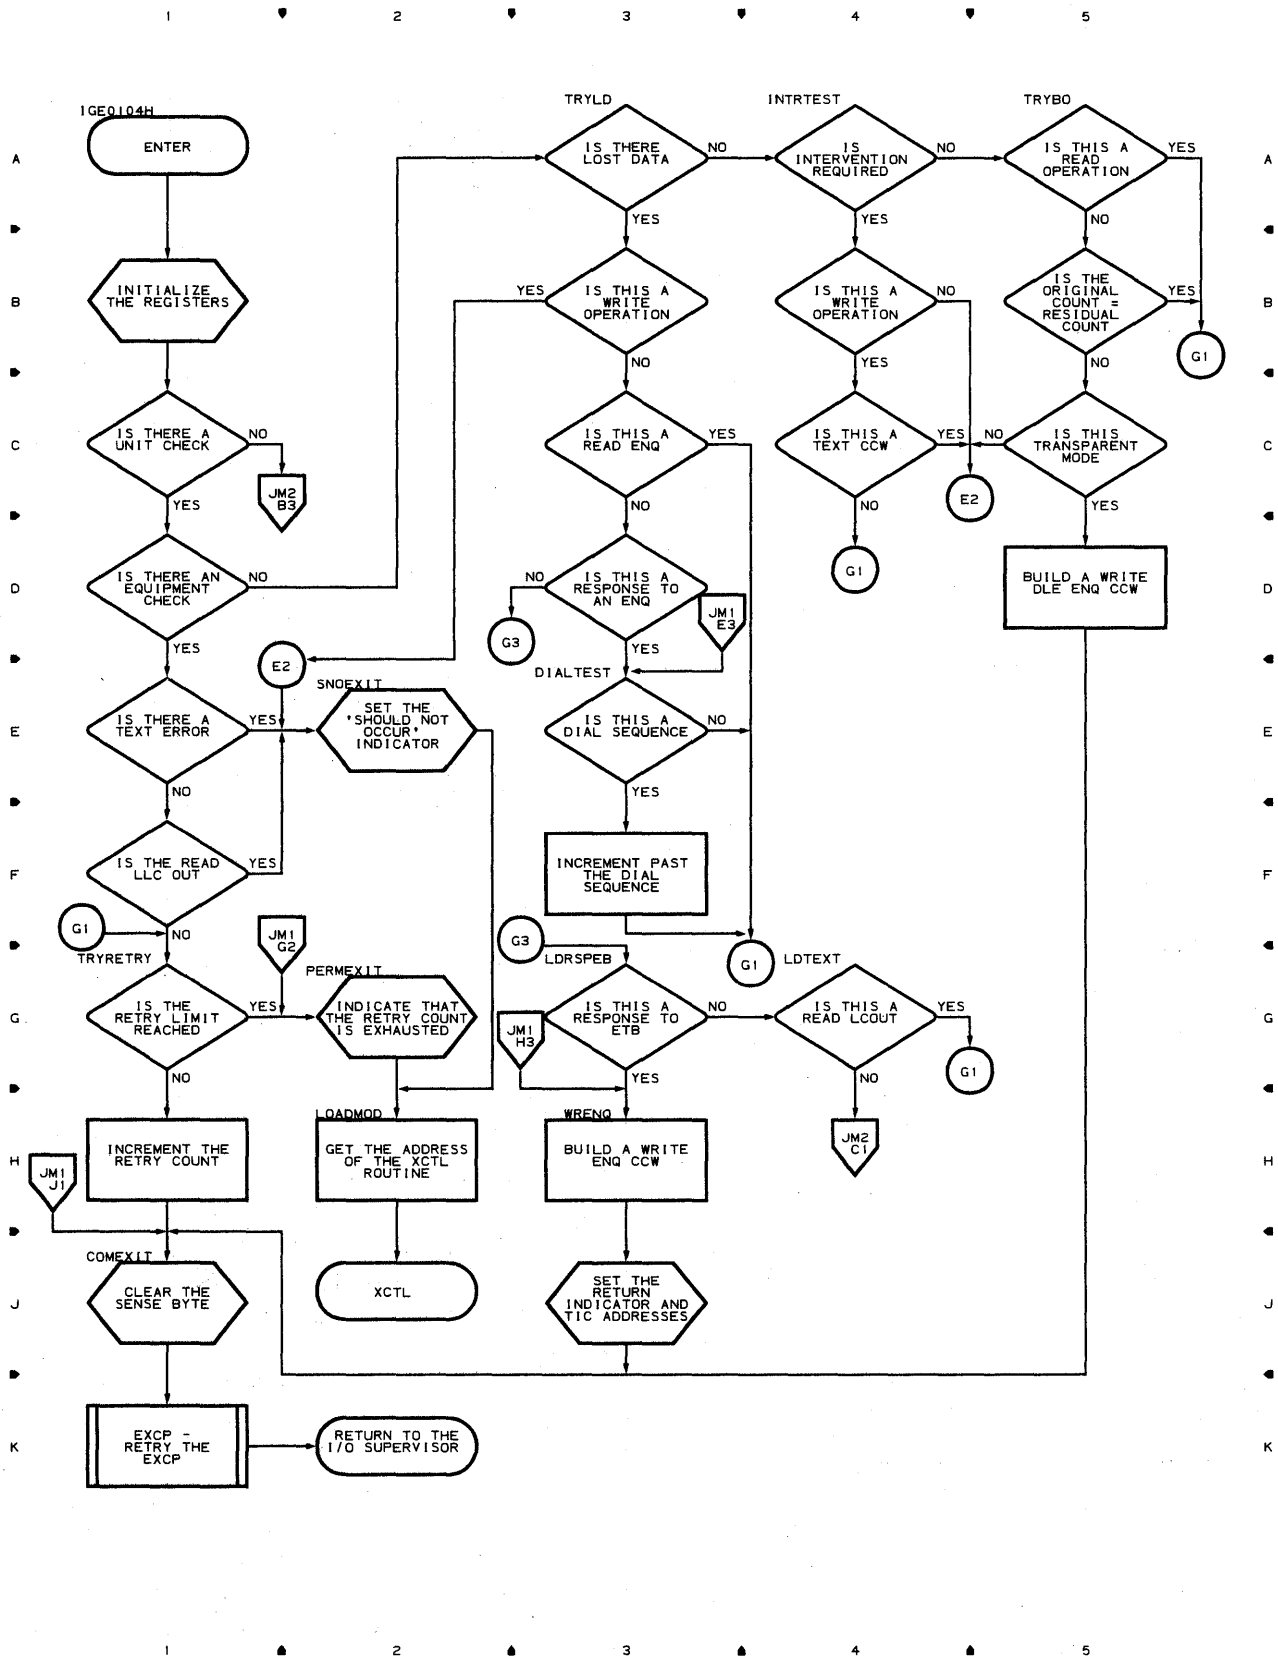 1 2 3 4 5
IGE0104H
ENTER
TRYLD
IS THERE
LOST DATA
NO
YES
INTRTEST
IS
INTERVENTION
REQUIRED
NO
YES
TRYBO
IS THIS A
READ
OPERATION
YES
NO
A
A
B
INITIALIZE
THE REGISTERS
YES
IS THIS A
WRITE
OPERATION
NO
IS THIS A
WRITE
OPERATION
NO
YES
IS THE
ORIGINAL
COUNT =
RESIDUAL
COUNT
YES
NO
B
G1
C
IS THERE A
UNIT CHECK
NO
YES
JM2
B3
IS THIS A
READ ENQ
YES
NO
IS THIS A
TEXT CCW
YES
NO
NO
IS THIS
TRANSPARENT
MODE
YES
C
E2
G1
D
IS THERE AN
EQUIPMENT
CHECK
NO
YES
NO
IS THIS A
RESPONSE TO
AN ENQ
YES
G3
JM1
E3
BUILD A WRITE
DLE ENQ CCW
D
E2
SNOEXIT
DIALTEST
E
IS THERE A
TEXT ERROR
YES
NO
SET THE
'SHOULD NOT
OCCUR'
INDICATOR
IS THIS A
DIAL SEQUENCE
NO
YES
E
F
IS THE READ
LLC OUT
YES
NO
INCREMENT PAST
THE DIAL
SEQUENCE
F
G1
JM1
G2
G3
G1
TRYRETRY
PERMEXIT
LDRSPEB
LDTEXT
G
IS THE
RETRY LIMIT
REACHED
YES
NO
INDICATE THAT
THE RETRY COUNT
IS EXHAUSTED
JM1
H3
IS THIS A
RESPONSE TO
ETB
NO
YES
IS THIS A
READ LCOUT
YES
NO
G1
G
LOADMOD
WRENQ
H
JM1
J1
INCREMENT THE
RETRY COUNT
GET THE ADDRESS
OF THE XCTL
ROUTINE
BUILD A WRITE
ENQ CCW
JM2
C1
H
COMEXIT
J
CLEAR THE
SENSE BYTE
XCTL
SET THE
RETURN
INDICATOR AND
TIC ADDRESSES
J
K
EXCP -
RETRY THE
EXCP
RETURN TO THE
I/O SUPERVISOR
K
1 2 3 4 5